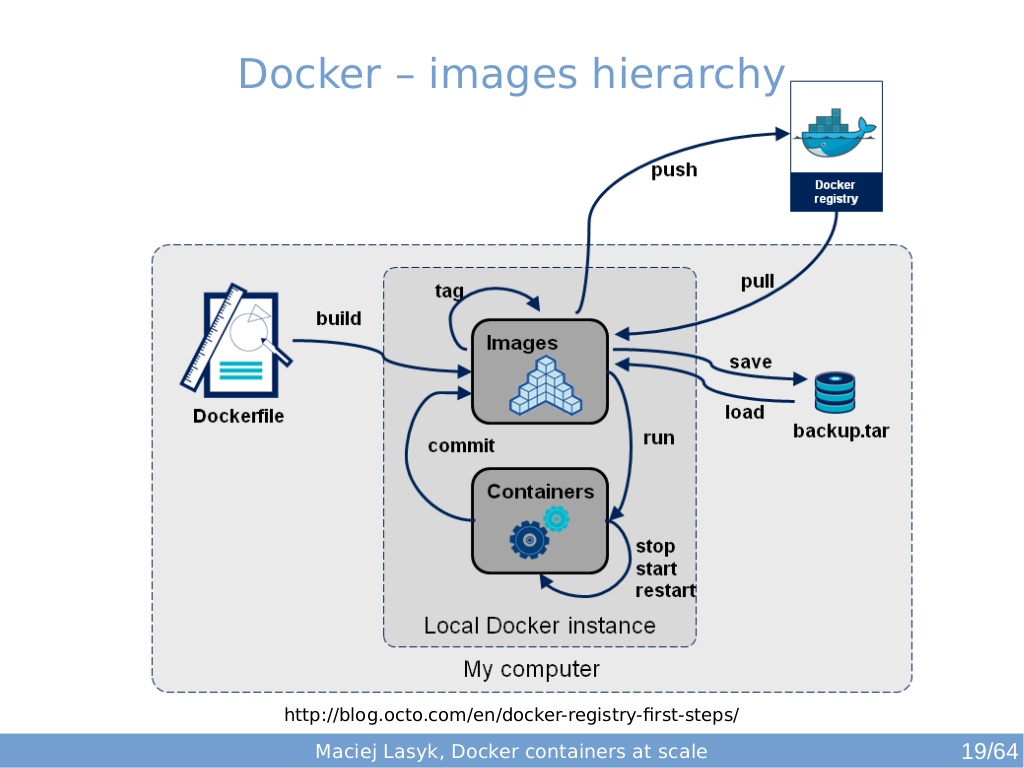 Docker – images hierarchy
push
Docker
registry
pull
tag
build
Images
save
load
Dockerfile
backup.tar
commit
run
Containers
stop
start
restart
Local Docker instance
My computer
http://blog.octo.com/en/docker-registry-first-steps/
Maciej Lasyk, Docker containers at scale
19/64